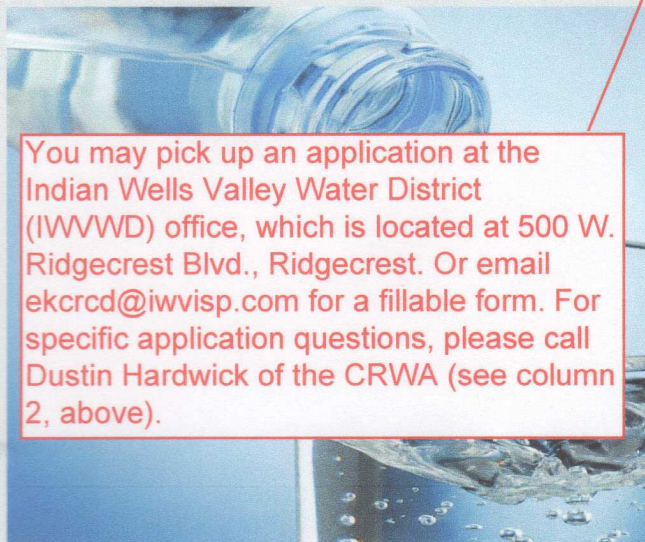 You may pick up an application at the
Indian Wells Valley Water District
(IWVWD) office, which is located at 500 W.
Ridgecrest Blvd., Ridgecrest. Or email
ekcrcd@iwvisp.com for a fillable form. For
specific application questions, please call
Dustin Hardwick of the CRWA (see column
2, above).